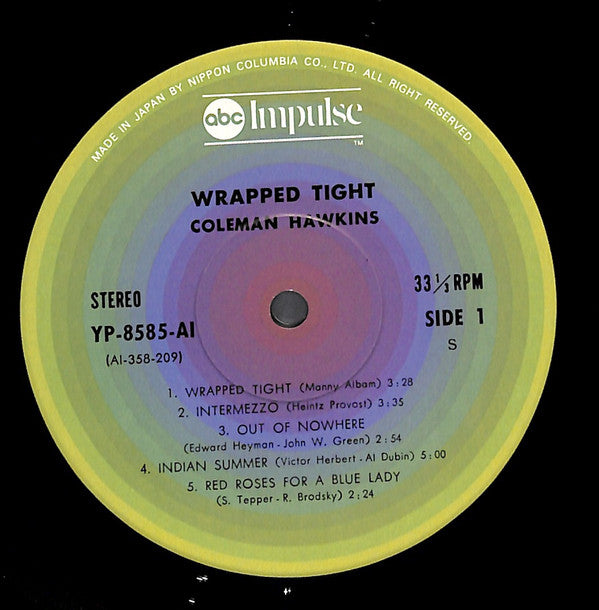 MADE IN JAPAN BY NIPPON COLUMBIA CO., LTD. ALL RIGHT RESERVED.
abc Impulse
TM
WRAPPED TIGHT
COLEMAN HAWKINS
STEREO
33 1/3 RPM
YP-8585-AI
SIDE 1
(AI-358-209)
S
1. WRAPPED TIGHT (Manny Albam) 3:28
2. INTERMEZZO (Heintz Provost) 3:35
3. OUT OF NOWHERE
(Edward Heyman - John W. Green) 2:54
4. INDIAN SUMMER (Victor Herbert - Al Dubin) 5:00
5. RED ROSES FOR A BLUE LADY
(S. Tepper - R. Brodsky) 2:24